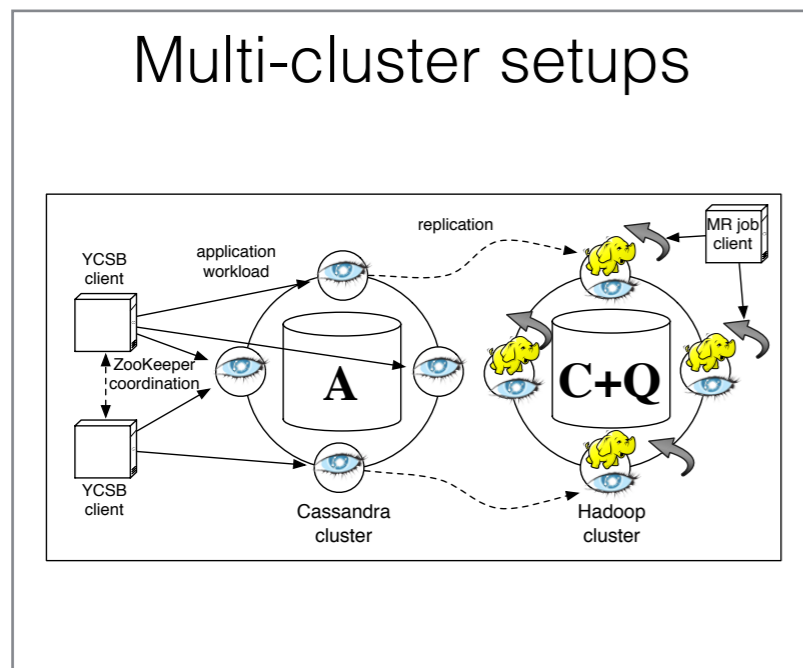 Multi-cluster setups
YCSB
client
application
workload
replication
MR job
client
ZooKeeper
coordination
A
C+Q
YCSB
client
Cassandra
cluster
Hadoop
cluster